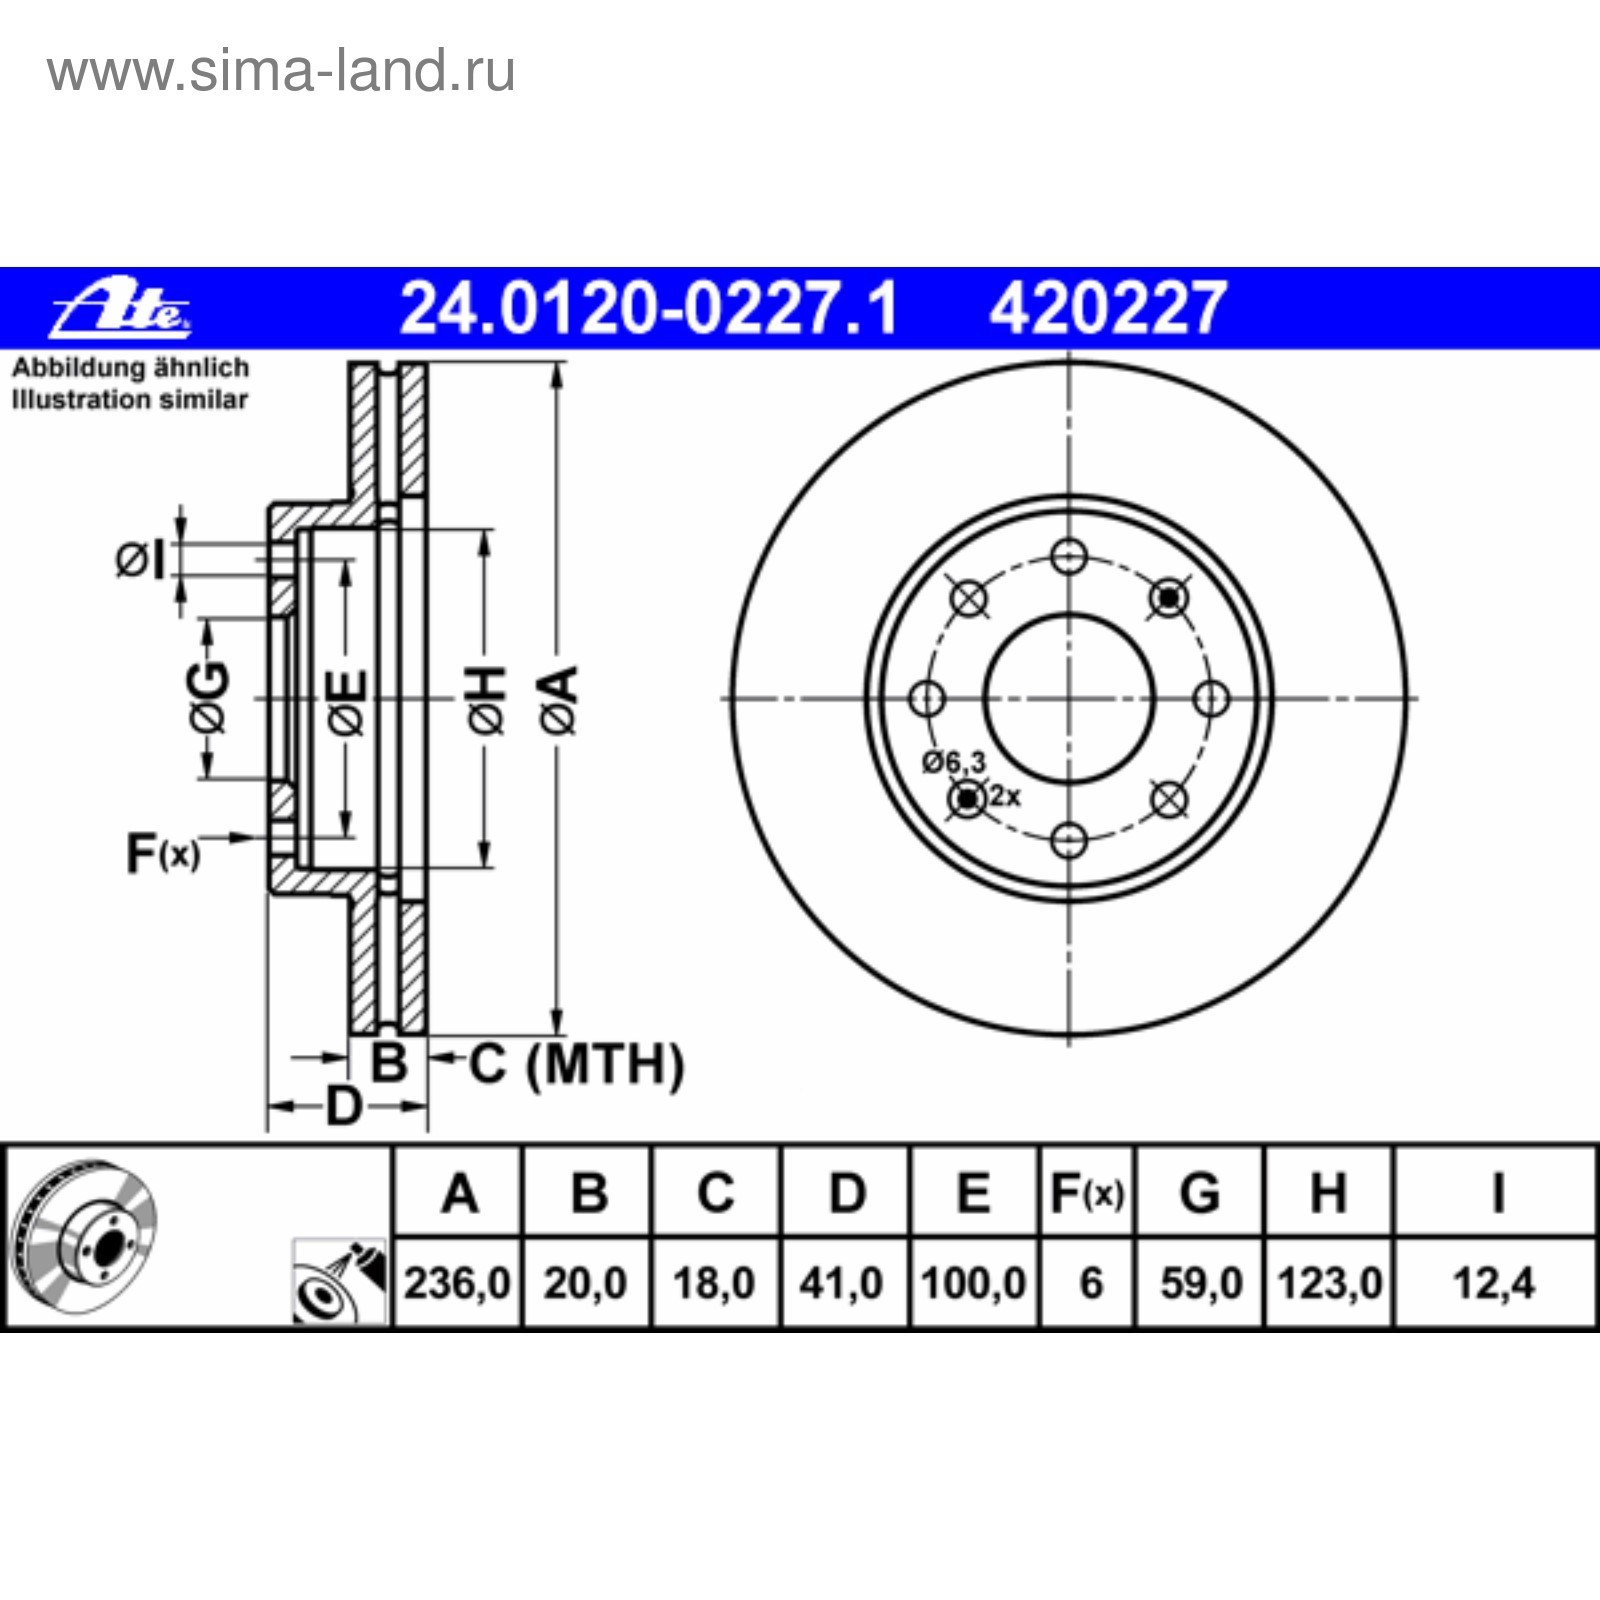 www.sima-land.ru
Ate 24.0120-0227.1 420227
Abbildung ähnlich
Illustration similar
ØI
ØG
ØE
ØH
ØA
F(x)
Ø6,3
2x
B C (MTH)
D
A B C D E F(x) G H I
236,0 20,0 18,0 41,0 100,0 6 59,0 123,0 12,4